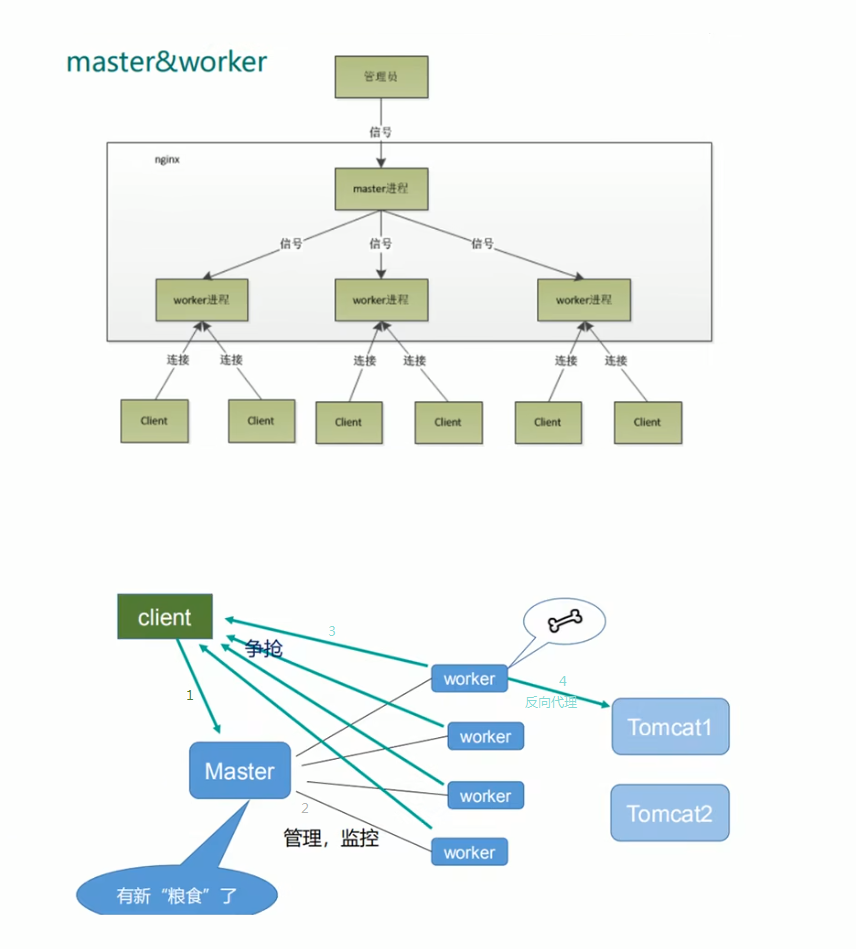 master&worker
管理员
信号
nginx
master进程
信号
信号
信号
worker进程
worker进程
worker进程
连接
连接
连接
连接
连接
连接
Client
Client
Client
Client
Client
Client
client
3
争抢
worker
4
反向代理
1
Tomcat1
worker
Master
worker
2
Tomcat2
管理，监控
worker
有新“粮食”了